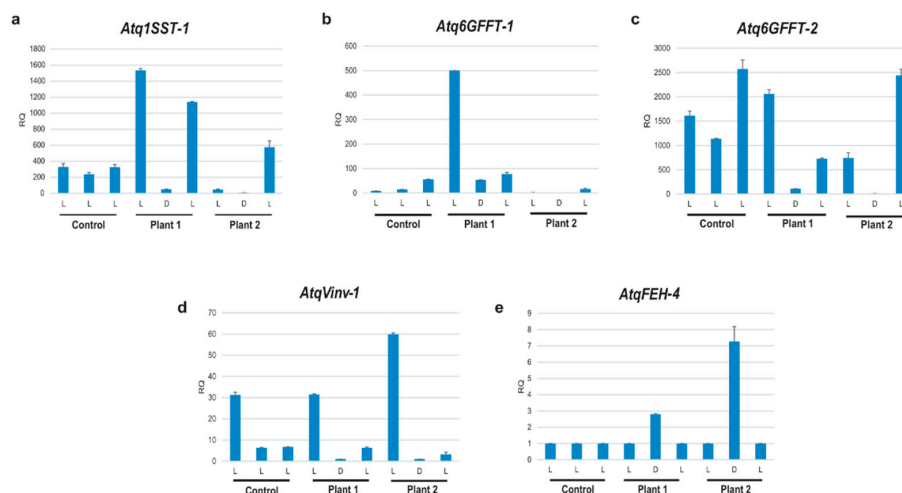 a
Atq1SST-1
RQ
1800
1600
1400
1200
1000
800
600
400
200
0
L L L L D L L D L
Control Plant 1 Plant 2
b
Atq6GFFT-1
RQ
600
500
400
300
200
100
0
L L L L D L L D L
Control Plant 1 Plant 2
c
Atq6GFFT-2
RQ
3000
2500
2000
1500
1000
500
0
L L L L D L L D L
Control Plant 1 Plant 2
d
AtqVinv-1
RQ
70
60
50
40
30
20
10
0
L L L L D L L D L
Control Plant 1 Plant 2
e
AtqFEH-4
RQ
9
8
7
6
5
4
3
2
1
0
L L L L D L L D L
Control Plant 1 Plant 2